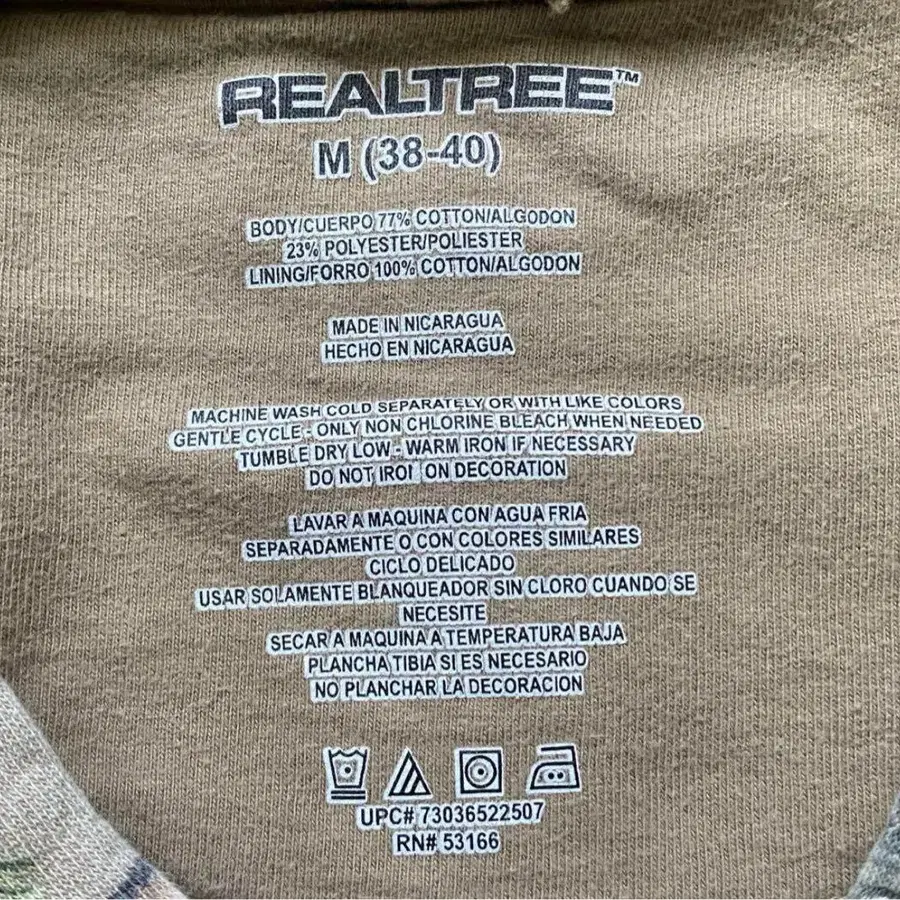 REALTREE™
M (38-40)
BODY/CUERPO 77% COTTON/ALGODON
23% POLYESTER/POLIESTER
LINING/FORRO 100% COTTON/ALGODON
MADE IN NICARAGUA
HECHO EN NICARAGUA
MACHINE WASH COLD SEPARATELY OR WITH LIKE COLORS
GENTLE CYCLE - ONLY NON CHLORINE BLEACH WHEN NEEDED
TUMBLE DRY LOW - WARM IRON IF NECESSARY
DO NOT IRON ON DECORATION
LAVAR A MAQUINA CON AGUA FRIA
SEPARADAMENTE O CON COLORES SIMILARES
CICLO DELICADO
USAR SOLAMENTE BLANQUEADOR SIN CLORO CUANDO SE
NECESITE
SECAR A MAQUINA A TEMPERATURA BAJA
PLANCHA TIBIA SI ES NECESARIO
NO PLANCHAR LA DECORACION
UPC# 73036522507
RN# 53166